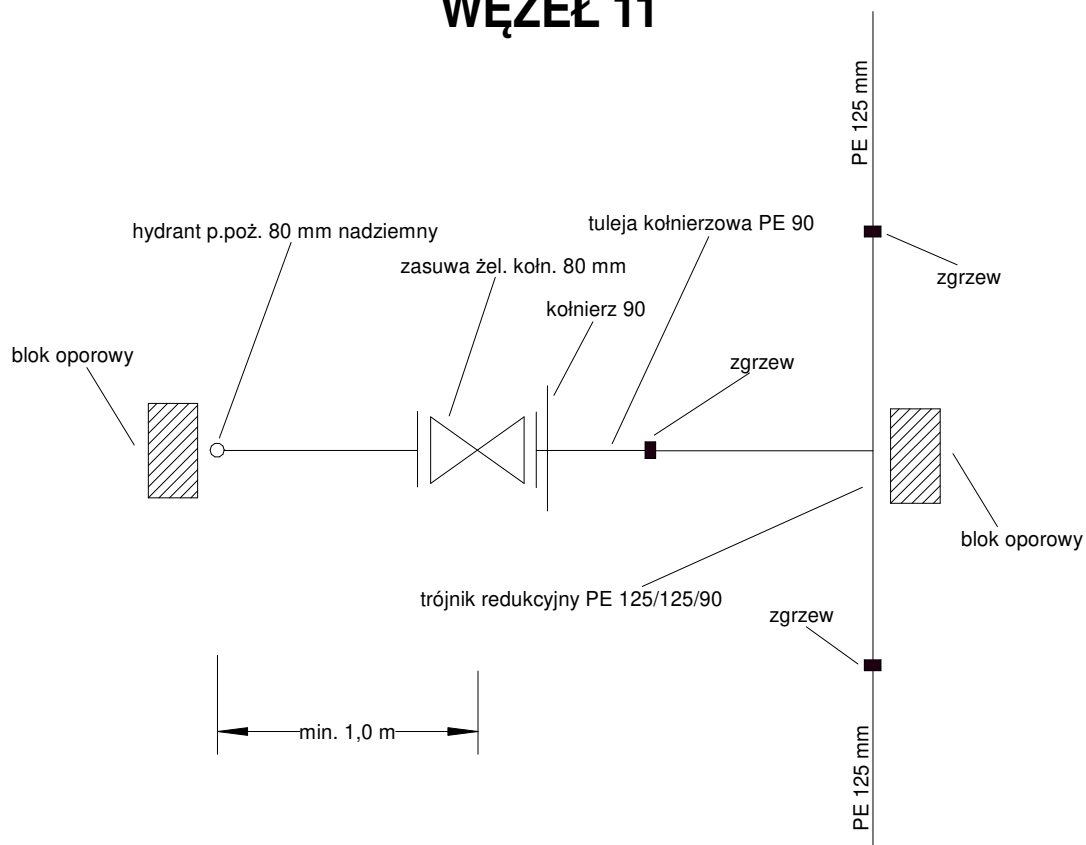 WĘZEŁ 11
PE 125 mm
hydrant p.poż. 80 mm nadziemny
tuleja kołnierzowa PE 90
zasuwa żel. kołn. 80 mm
zgrzew
kołnierz 90
blok oporowy
zgrzew
blok oporowy
trójnik redukcyjny PE 125/125/90
zgrzew
min. 1,0 m
PE 125 mm